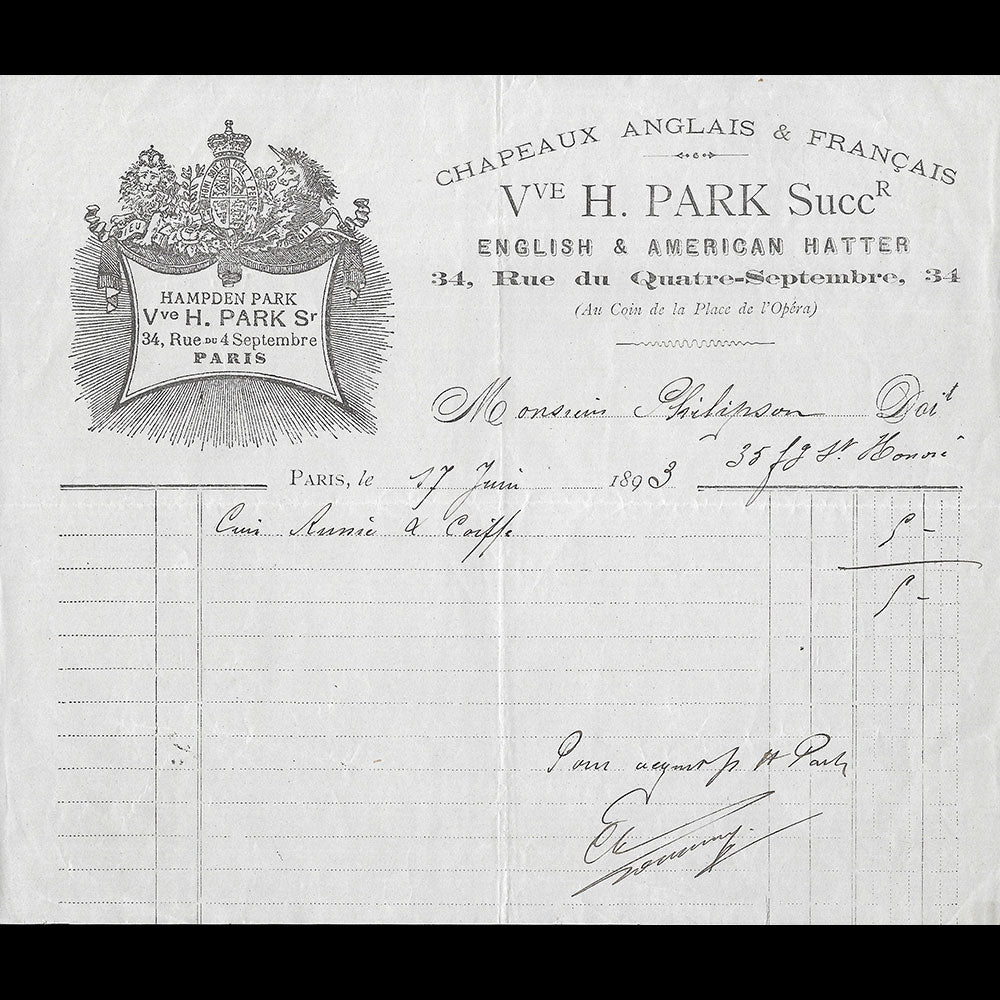 CHAPEAUX ANGLAIS & FRANÇAIS
Vve H. PARK Succr
ENGLISH & AMERICAN HATTER
34, Rue du Quatre-Septembre, 34
(Au Coin de la Place de l'Opéra)
HAMPDEN PARK
Vve H. PARK Sr
34, Rue DU 4 Septembre
PARIS
Monsieur Philipson Doit
35 fg St Honoré
PARIS, le 17 Juin 1893
Cuir & Coiffe 5 -
5 -
Pour acquit H Park